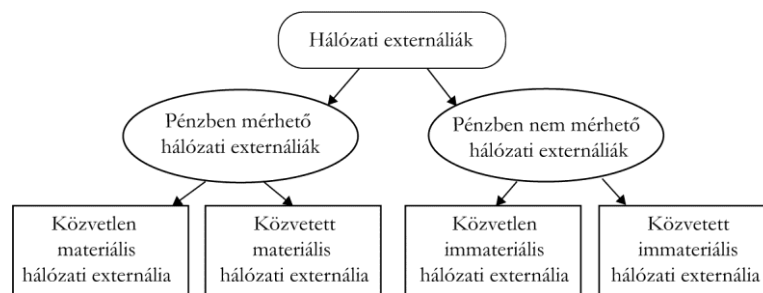 Hálózati externáliák
Pénzben mérhető
hálózati externáliák
Pénzben nem mérhető
hálózati externáliák
Közvetlen
materiális
hálózati externália
Közvetett
materiális
hálózati externália
Közvetlen
immateriális
hálózati externália
Közvetett
immateriális
hálózati externália